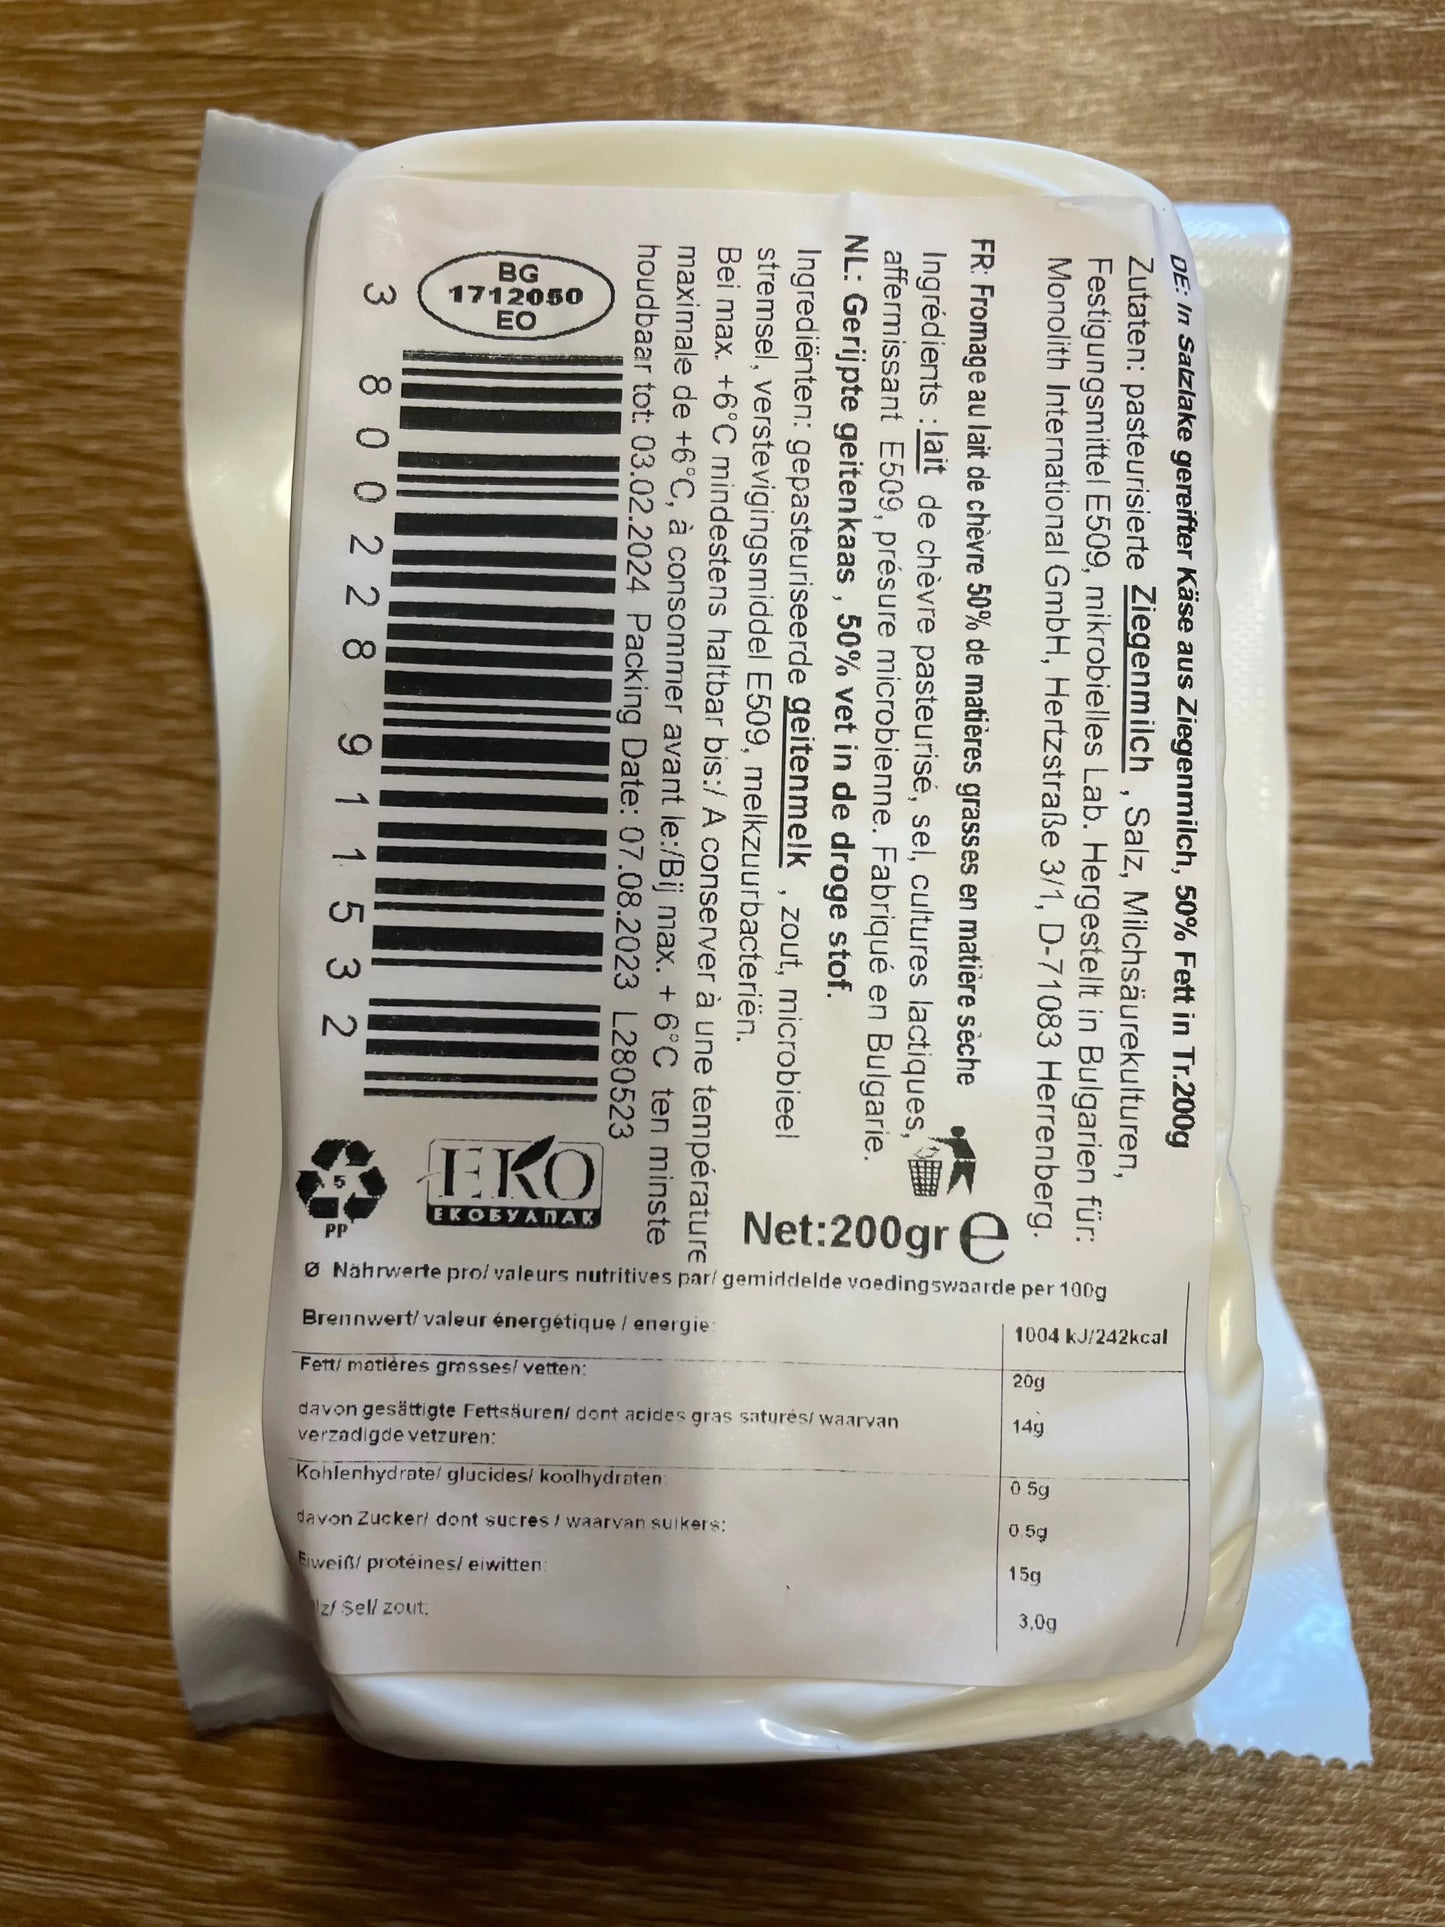 DE: In Salzlake gereifter Käse aus Ziegenmilch, 50% Fett in Tr.200g
Zutaten: pasteurisierte Ziegenmilch , Salz, Milchsäurekulturen,
Festigungsmittel E509, mikrobielles Lab. Hergestellt in Bulgarien für:
Monolith International GmbH, Hertzstraße 3/1, D-71083 Herrenberg.
FR: Fromage au lait de chèvre 50% de matières grasses en matière sèche
Ingrédients : lait de chèvre pasteurisé, sel, cultures lactiques,
affermissant E509, présure microbienne. Fabriqué en Bulgarie.
NL: Gerijpte geitenkaas , 50% vet in de droge stof.
Ingrediënten: gepasteuriseerde geitenmelk , zout, microbieel
stremsel, verstevigingsmiddel E509, melkzuurbacteriën.
Bei max. +6°C mindestens haltbar bis:/ A conserver à une température
maximale de +6°C, à consommer avant le:/Bij max. + 6°C ten minste
houdbaar tot: 03.02.2024 Packing Date: 07.08.2023 L280523
Net:200gr e
BG
1712050
EO
3 800228 911532
EKO
ЕКОБУЛПАК
5
PP
Ø Nährwerte pro/ valeurs nutritives par/ gemiddelde voedingswaarde per 100g
Brennwert/ valeur énergétique / energie: 1004 kJ/242kcal
Fett/ matières grasses/ vetten: 20g
davon gesättigte Fettsäuren/ dont acides gras saturés/ waarvan
verzadigde vetzuren: 14g
Kohlenhydrate/ glucides/ koolhydraten: 0.5g
davon Zucker/ dont sucres / waarvan suikers: 0.5g
Eiweiß/ protéines/ eiwitten: 15g
lz/ Sel/ zout: 3.0g